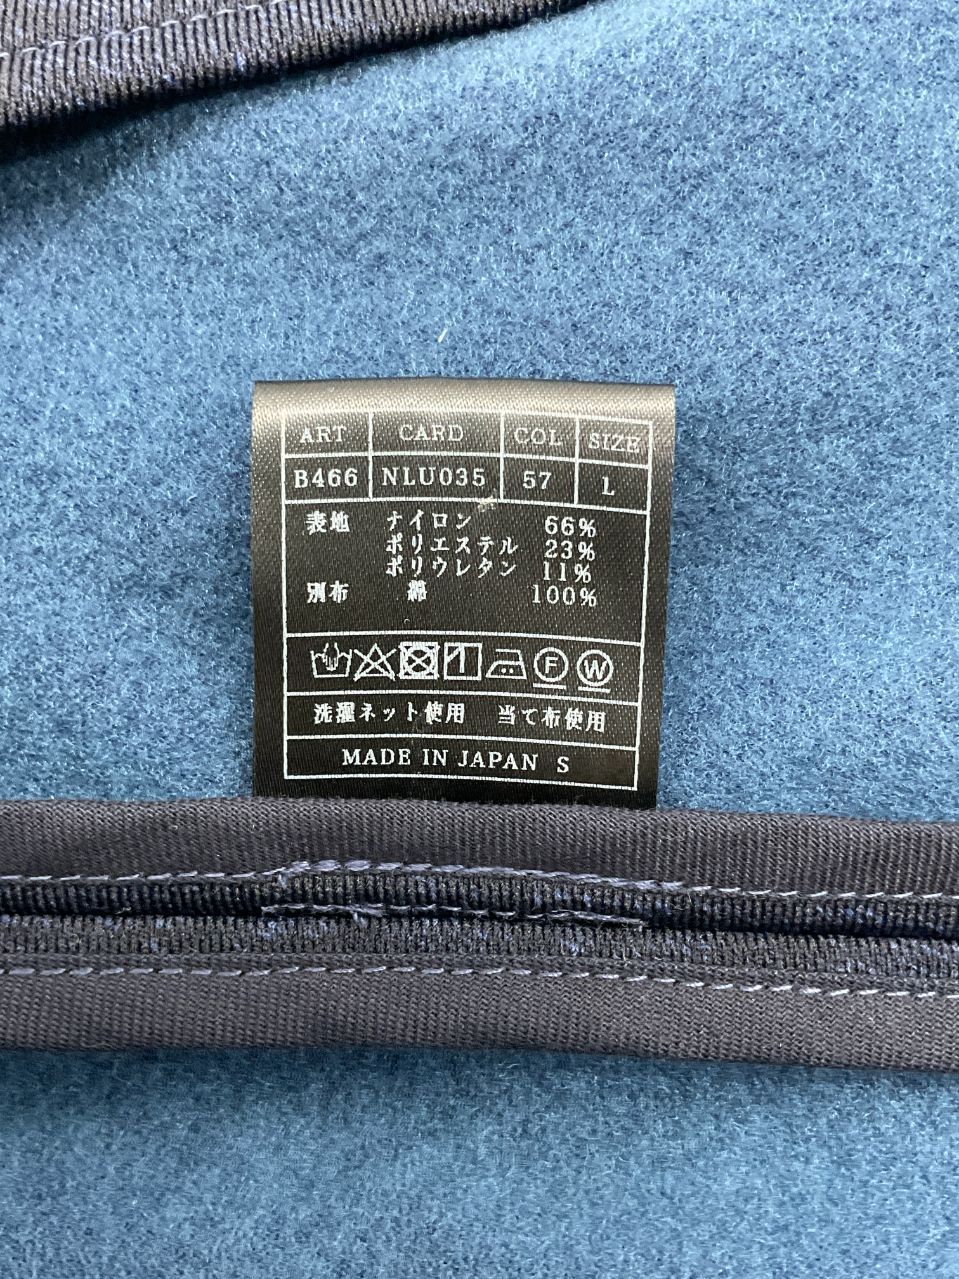 ART CARD COL SIZE
B466 NLU035 57 L
表地 ナイロン 66%
ポリエステル 23%
ポリウレタン 11%
別布 綿 100%
F W
洗濯ネット使用 当て布使用
MADE IN JAPAN S